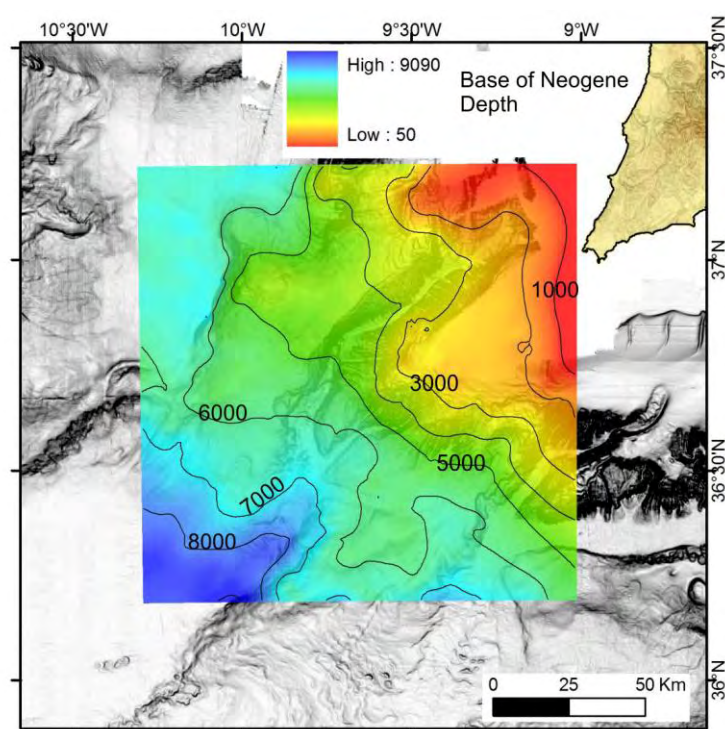 10°30'W 10°W 9°30'W 9°W
37°30'N
High : 9090
Low : 50
Base of Neogene
Depth
37°N
1000
3000
6000
5000
36°30'N
7000
8000
36°N
0 25 50 Km